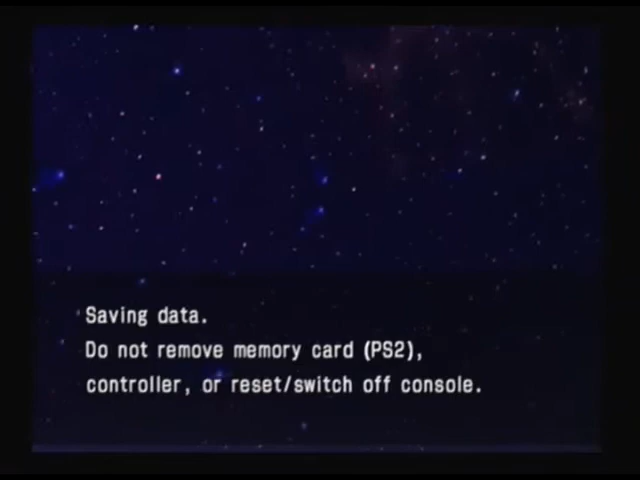 Saving data.
Do not remove memory card (PS2),
controller, or reset/switch off console.